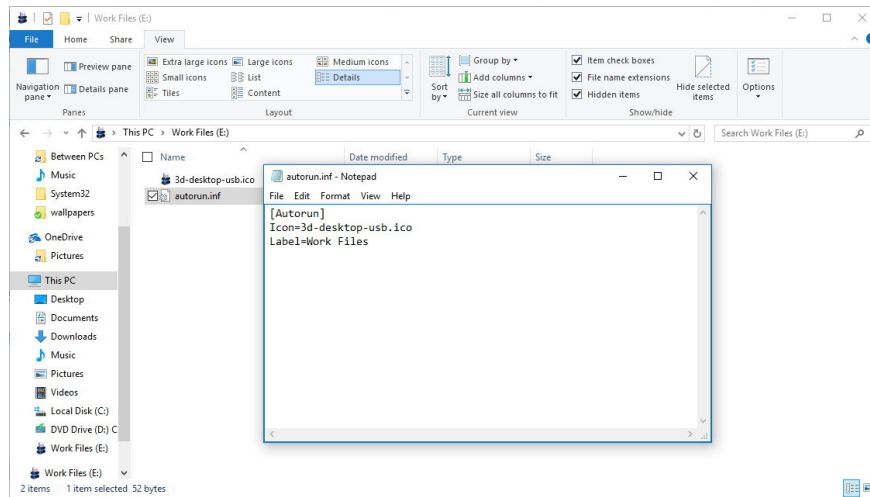 Work Files (E:)
File Home Share View
Navigation pane
Preview pane
Details pane
Panes
Extra large icons Large icons Medium icons
Small icons List Details
Tiles Content
Layout
Sort by
Group by
Add columns
Size all columns to fit
Current view
Item check boxes
File name extensions
Hidden items
Hide selected items
Show/hide
Options
This PC > Work Files (E:)
Search Work Files (E:)
Between PCs
Music
System32
wallpapers
OneDrive
Pictures
This PC
Desktop
Documents
Downloads
Music
Pictures
Videos
Local Disk (C:)
DVD Drive (D:) C
Work Files (E:)
Work Files (E:)
Name Date modified Type Size
3d-desktop-usb.ico
autorun.inf
autorun.inf - Notepad
File Edit Format View Help
[Autorun]
Icon=3d-desktop-usb.ico
Label=Work Files
2 items 1 item selected 52 bytes